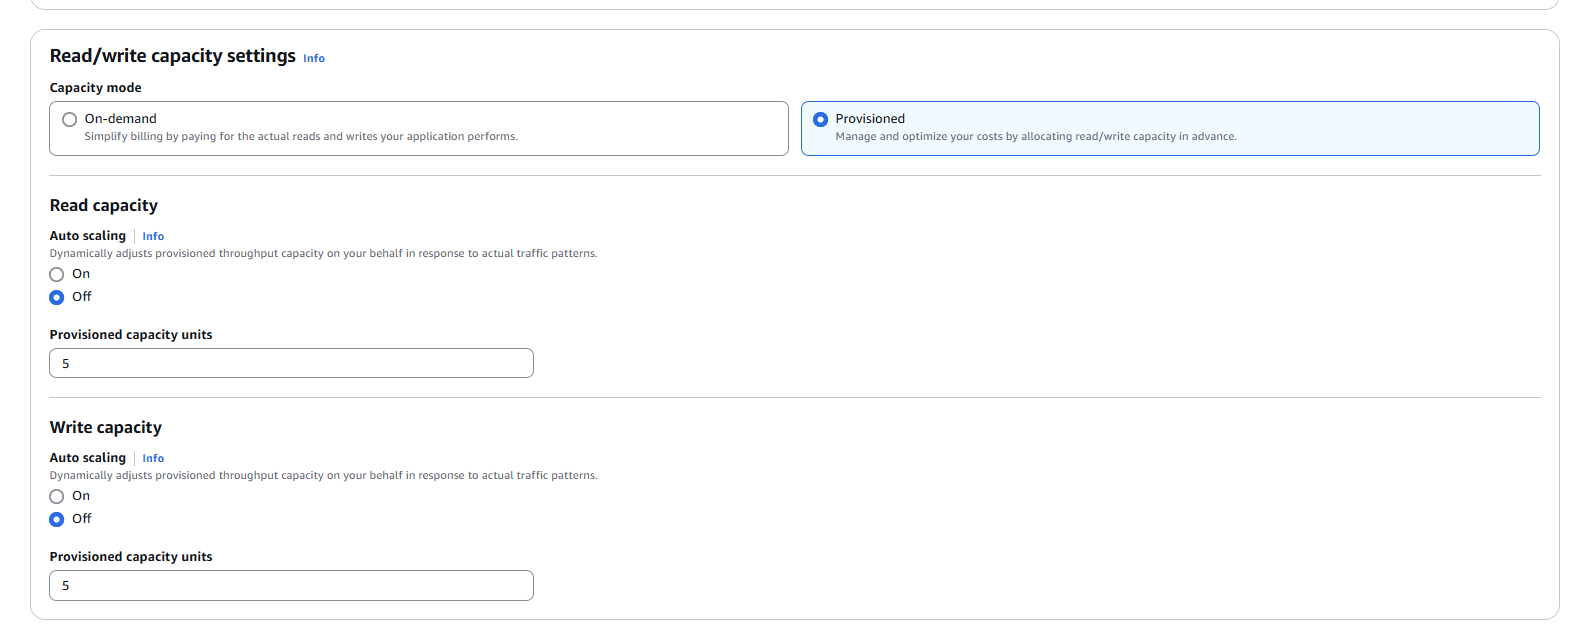 Read/write capacity settings Info
Capacity mode
On-demand
Simplify billing by paying for the actual reads and writes your application performs.
Provisioned
Manage and optimize your costs by allocating read/write capacity in advance.
Read capacity
Auto scaling Info
Dynamically adjusts provisioned throughput capacity on your behalf in response to actual traffic patterns.
On
Off
Provisioned capacity units
5
Write capacity
Auto scaling Info
Dynamically adjusts provisioned throughput capacity on your behalf in response to actual traffic patterns.
On
Off
Provisioned capacity units
5